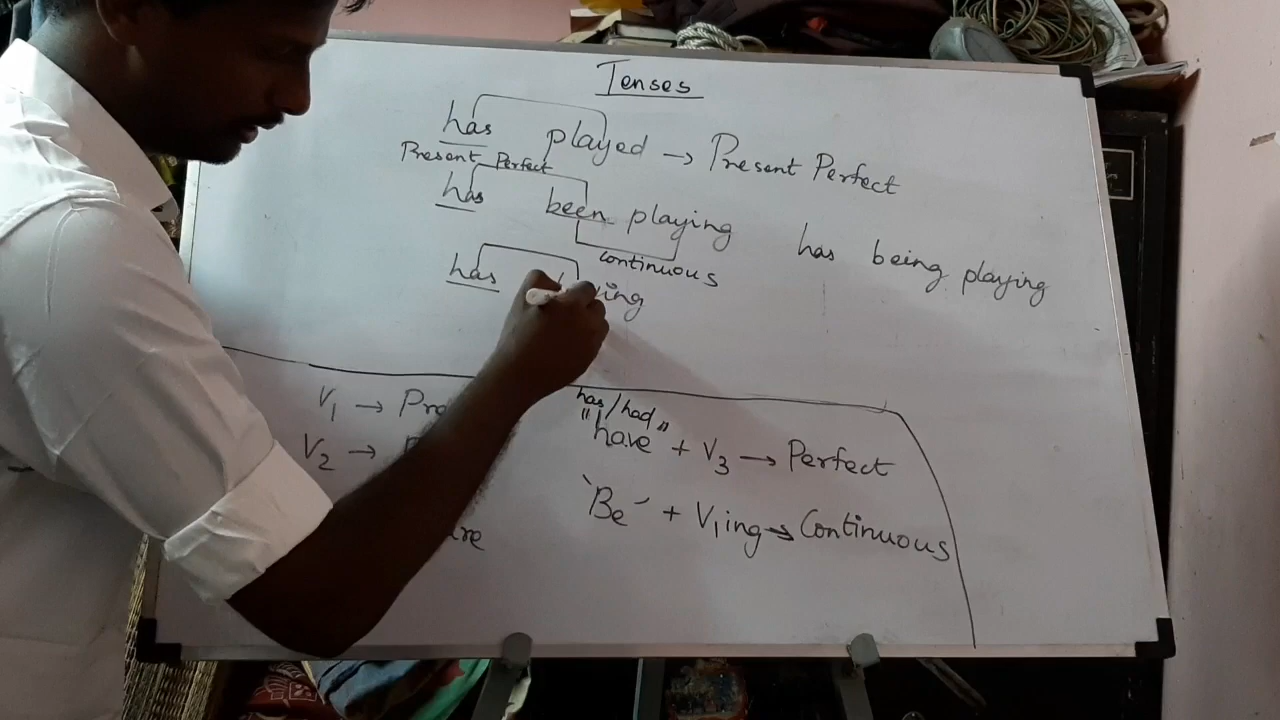 Tenses
has played → Present Perfect
Present Perfect
has been playing
has being playing
continuous
has
V1 →
has/had
"have" + V3 → Perfect
V2 →
'Be' + V1ing → Continuous